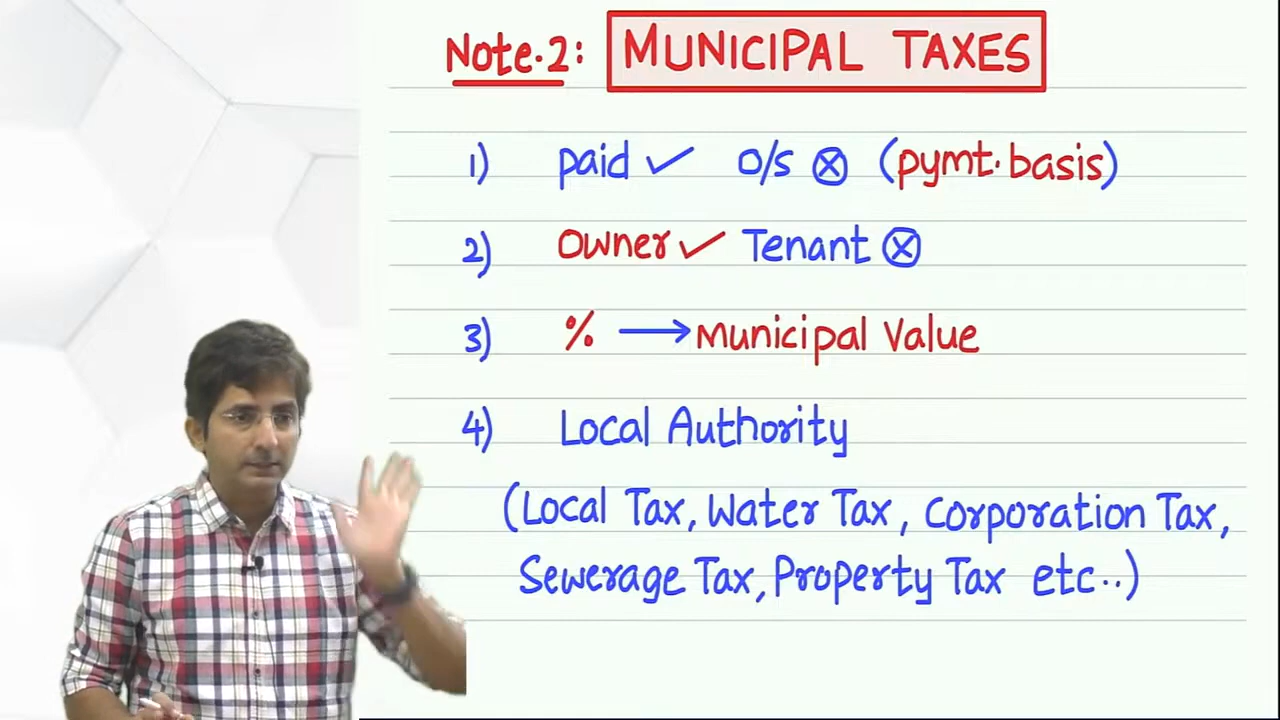 Note.2: MUNICIPAL TAXES
1) paid ✓ O/S ⊗ (pymt. basis)
2) Owner ✓ Tenant ⊗
3) % → Municipal Value
4) Local Authority
(Local Tax, Water Tax, Corporation Tax,
Sewerage Tax, Property Tax etc..)